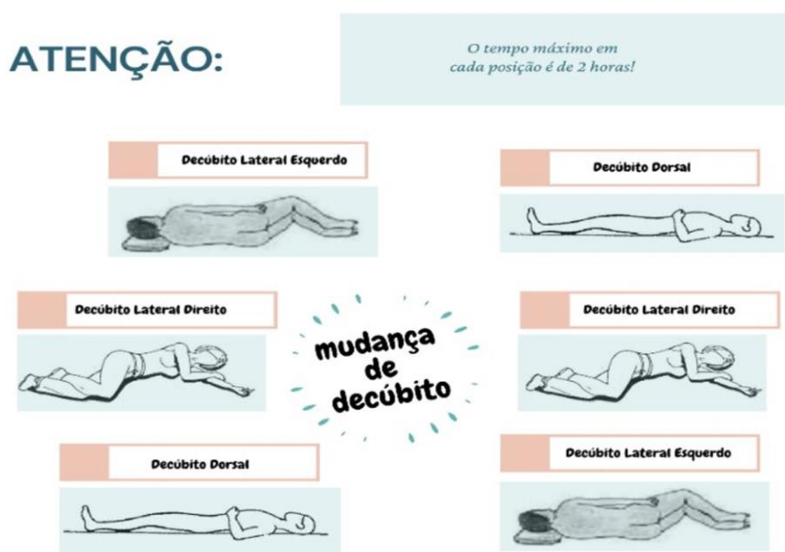 ATENÇÃO:
O tempo máximo em
cada posição é de 2 horas!
Decúbito Lateral Esquerdo
Decúbito Dorsal
Decúbito Lateral Direito
Decúbito Lateral Direito
mudança
de
decúbito
Decúbito Dorsal
Decúbito Lateral Esquerdo